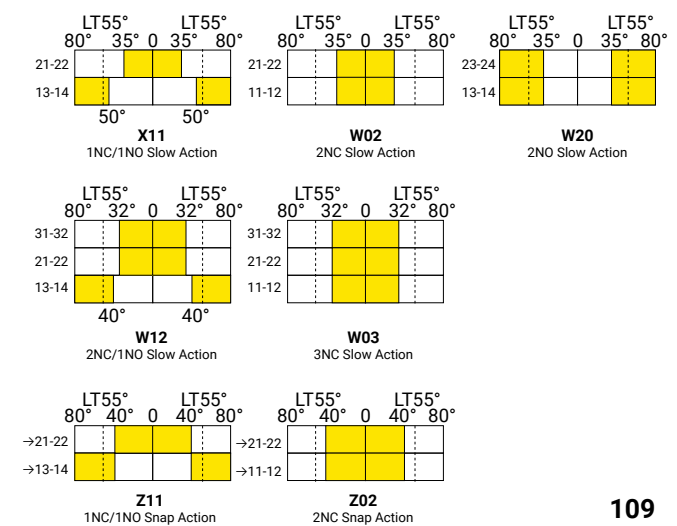 LT55° LT55°
80° 35° 0 35° 80°
21-22
13-14
50° 50°
X11
1NC/1NO Slow Action
LT55° LT55°
80° 35° 0 35° 80°
21-22
11-12
W02
2NC Slow Action
LT55° LT55°
80° 35° 0 35° 80°
23-24
13-14
W20
2NO Slow Action
LT55° LT55°
80° 32° 0 32° 80°
31-32
21-22
13-14
40° 40°
W12
2NC/1NO Slow Action
LT55° LT55°
80° 32° 0 32° 80°
31-32
21-22
11-12
W03
3NC Slow Action
LT55° LT55°
80° 40° 0 40° 80°
→21-22
→13-14
Z11
1NC/1NO Snap Action
LT55° LT55°
80° 40° 0 40° 80°
→21-22
→11-12
Z02
2NC Snap Action
109